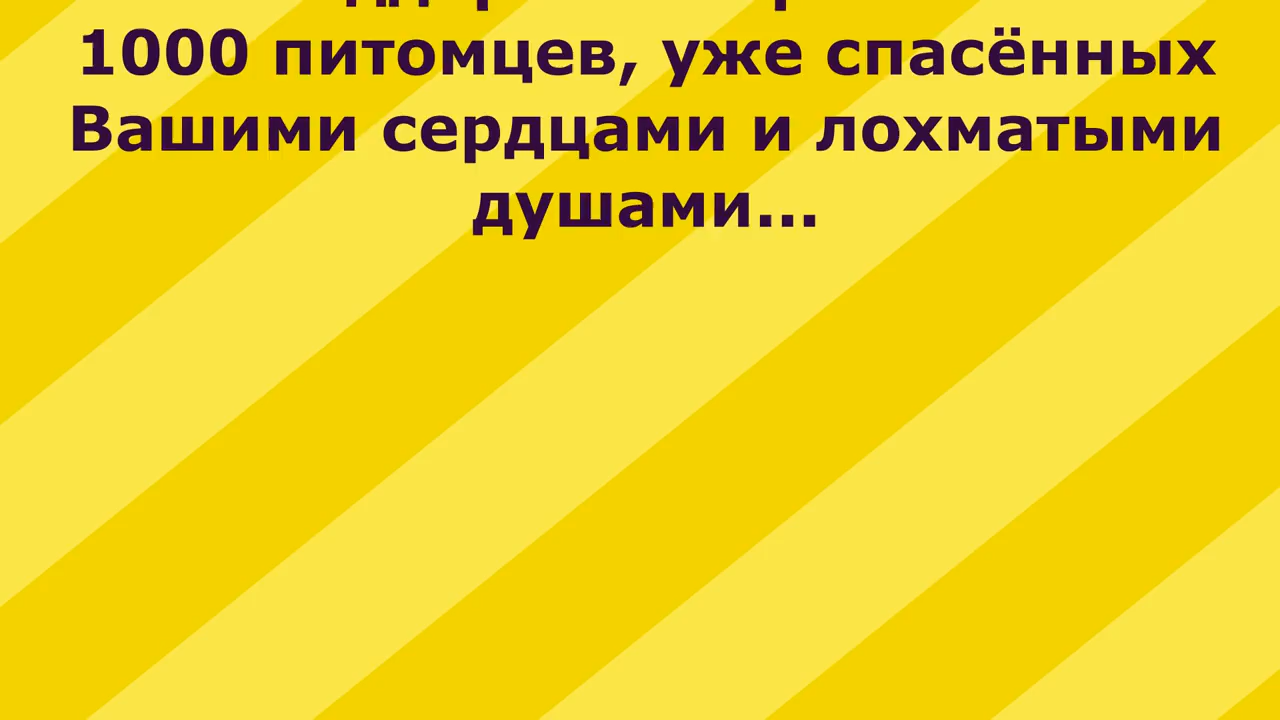 1000 питомцев, уже спасённых
Вашими сердцами и лохматыми
душами...